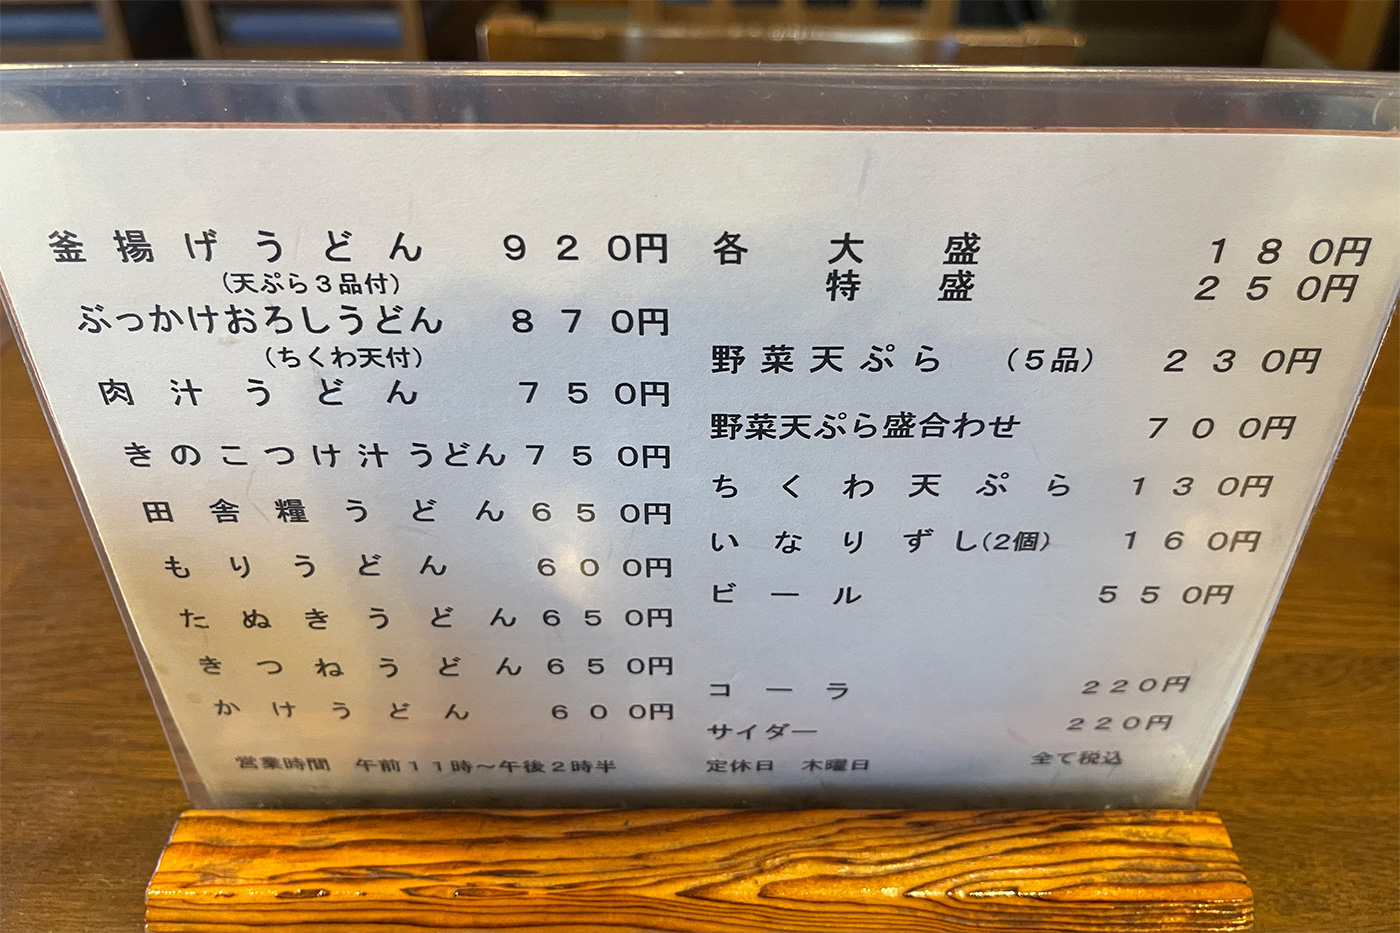 釜揚げうどん 920円
(天ぷら3品付)
ぶっかけおろしうどん 870円
(ちくわ天付)
肉汁うどん 750円
きのこつけ汁うどん 750円
田舎糧うどん 650円
もりうどん 600円
たぬきうどん 650円
きつねうどん 650円
かけうどん 600円
営業時間 午前11時〜午後2時半
各 大盛 180円
特盛 250円
野菜天ぷら (5品) 230円
野菜天ぷら盛合わせ 700円
ちくわ天ぷら 130円
いなりずし(2個) 160円
ビール 550円
コーラ 220円
サイダー 220円
定休日 木曜日 全て税込